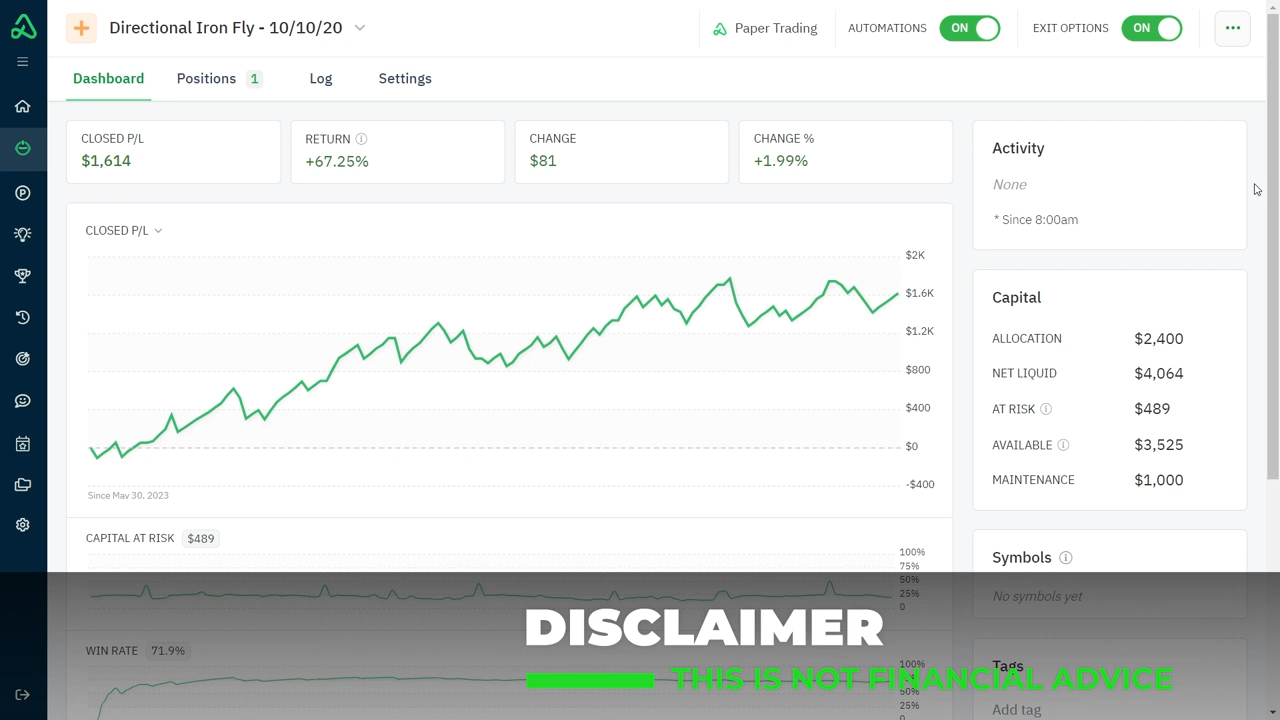 Directional Iron Fly - 10/10/20
Paper Trading
AUTOMATIONS
ON
EXIT OPTIONS
ON
Dashboard
Positions 1
Log
Settings
CLOSED P/L
$1,614
RETURN
+67.25%
CHANGE
$81
CHANGE %
+1.99%
Activity
None
* Since 8:00am
CLOSED P/L
$2K
$1.6K
$1.2K
$800
$400
$0
-$400
Since May 30, 2023
Capital
ALLOCATION $2,400
NET LIQUID $4,064
AT RISK $489
AVAILABLE $3,525
MAINTENANCE $1,000
CAPITAL AT RISK $489
100%
75%
50%
25%
0
Symbols
No symbols yet
DISCLAIMER
THIS IS NOT FINANCIAL ADVICE
WIN RATE 71.9%
100%
50%
25%
0
Tags
Add tag